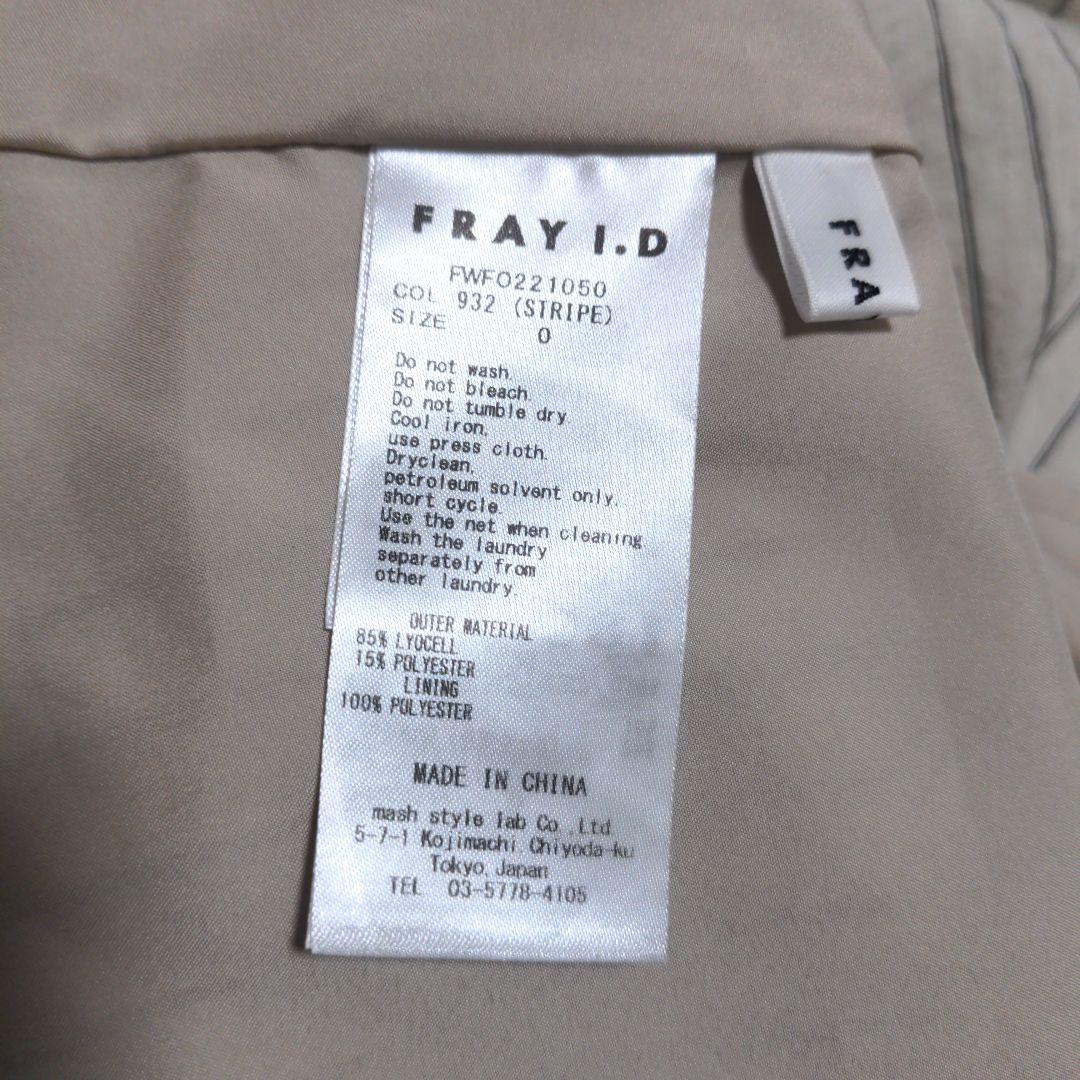 FRAY I.D
FWFO221050
COL 932 (STRIPE)
SIZE 0
Do not wash.
Do not bleach.
Do not tumble dry
Cool iron.
use press cloth.
Dryclean.
petroleum solvent only.
short cycle.
Use the net when cleaning
Wash the laundry
separately from
other laundry.
OUTER MATERIAL
85% LYOCELL
15% POLYESTER
LINING
100% POLYESTER
MADE IN CHINA
mash style lab Co.,Ltd.
5-7-1 Kojimachi,Chiyoda-ku
Tokyo,Japan
TEL 03-5778-4105
FRA